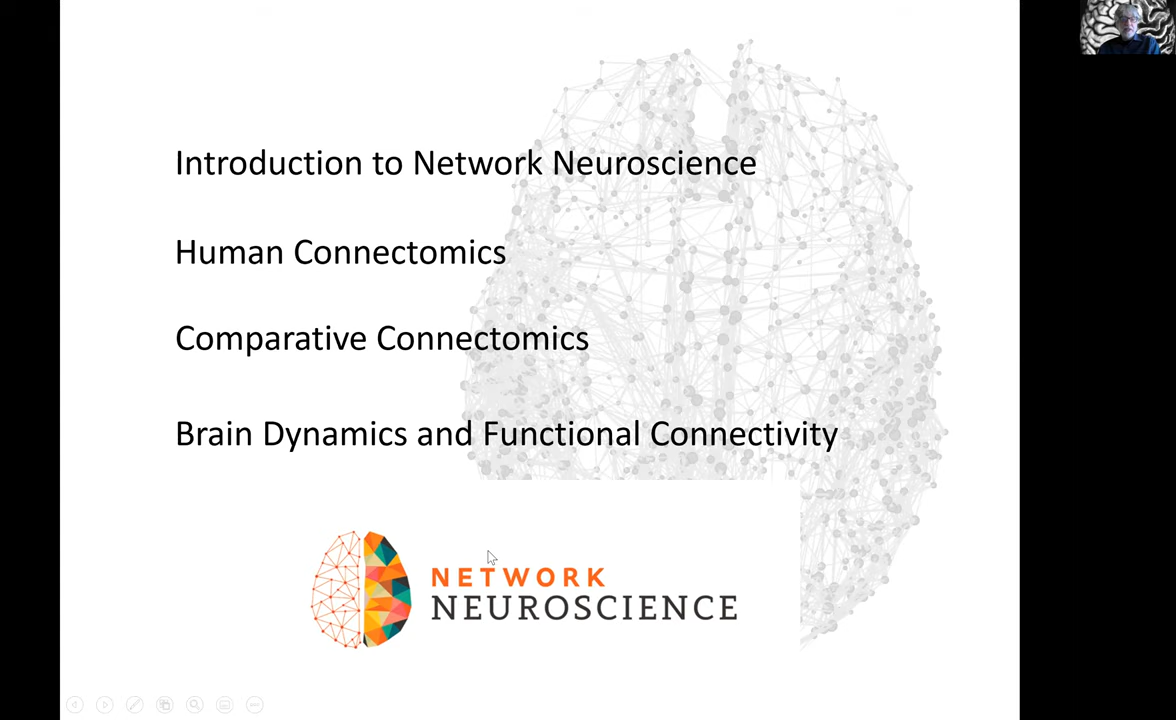 Introduction to Network Neuroscience
Human Connectomics
Comparative Connectomics
Brain Dynamics and Functional Connectivity
NETWORK
NEUROSCIENCE